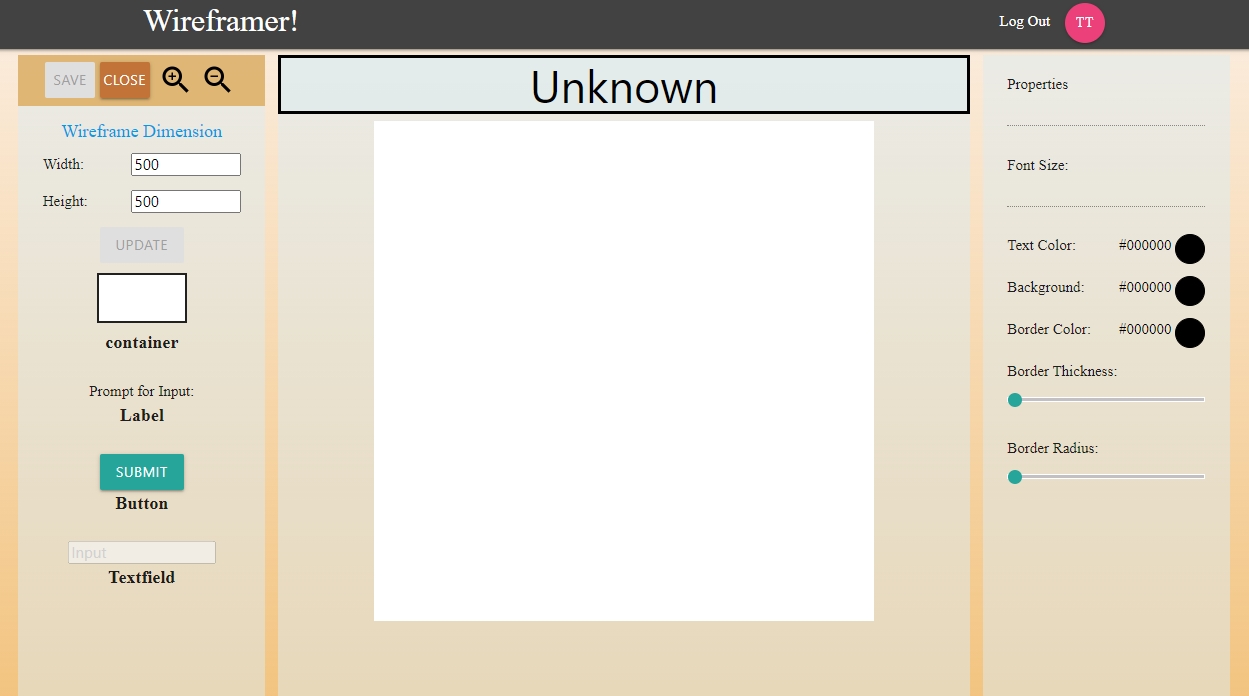 Wireframer!
Log Out
TT
SAVE
CLOSE
Wireframe Dimension
Width:
500
Height:
500
UPDATE
container
Prompt for Input:
Label
SUBMIT
Button
Input
Textfield
Unknown
Properties
Font Size:
Text Color: #000000
Background: #000000
Border Color: #000000
Border Thickness:
Border Radius: